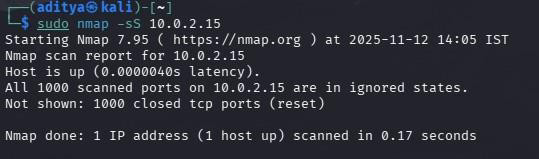 ┌──(aditya㉿kali)-[~]
└─$ sudo nmap -sS 10.0.2.15
Starting Nmap 7.95 ( https://nmap.org ) at 2025-11-12 14:05 IST
Nmap scan report for 10.0.2.15
Host is up (0.0000040s latency).
All 1000 scanned ports on 10.0.2.15 are in ignored states.
Not shown: 1000 closed tcp ports (reset)
Nmap done: 1 IP address (1 host up) scanned in 0.17 seconds